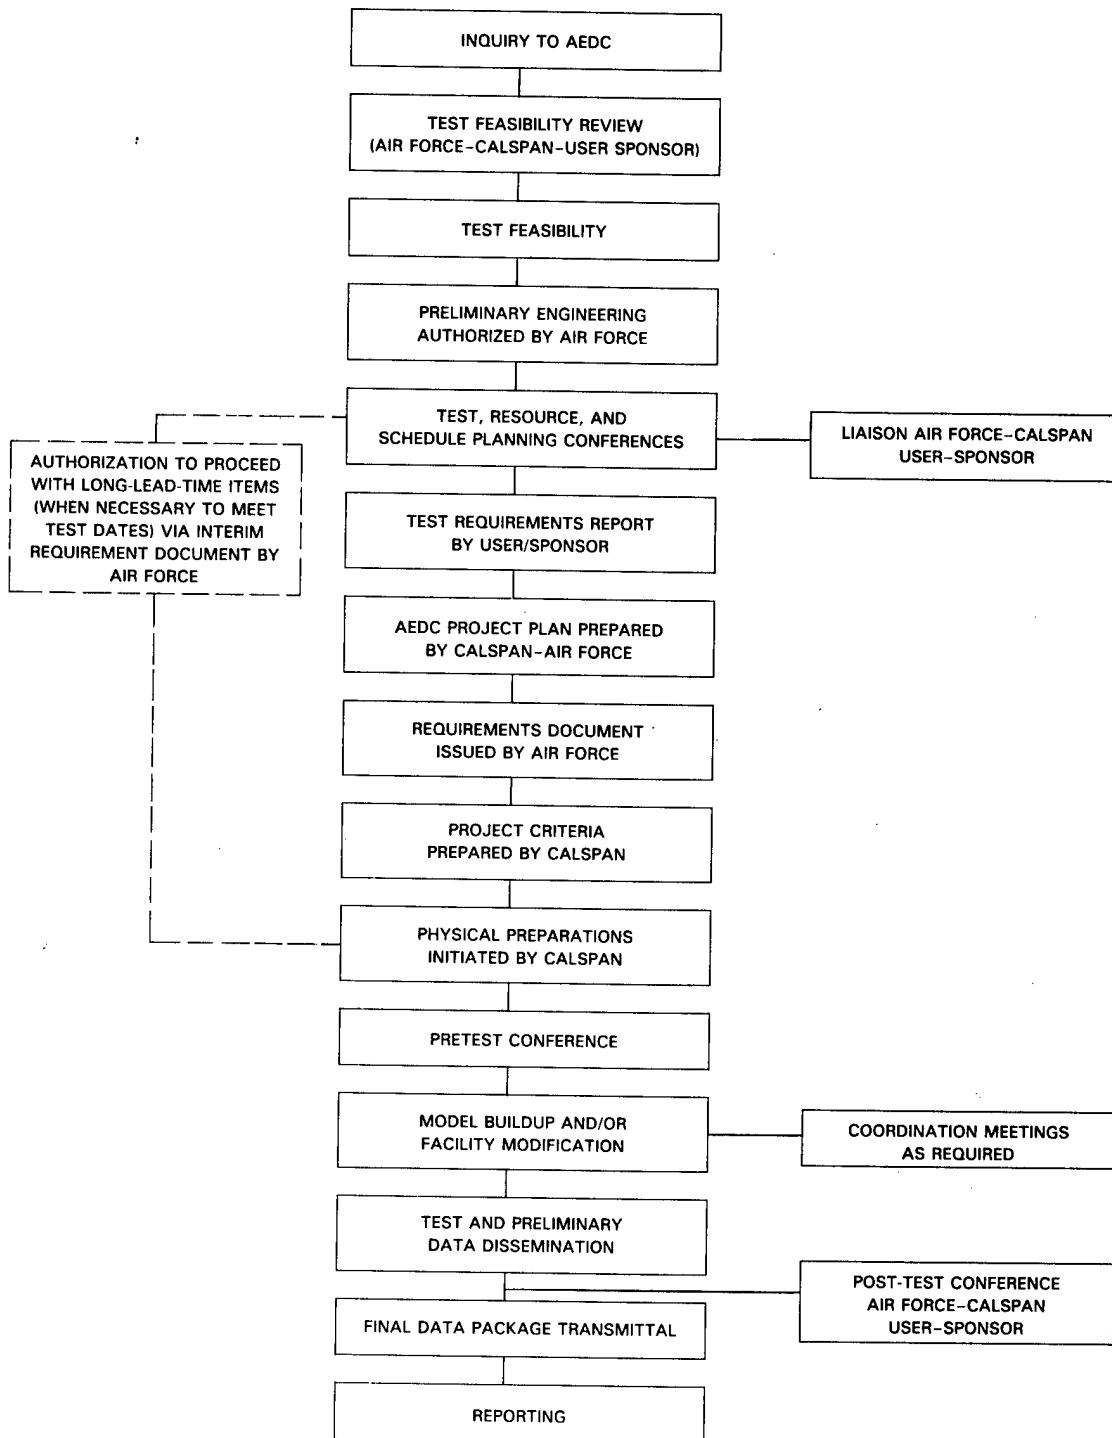 INQUIRY TO AEDC
TEST FEASIBILITY REVIEW
(AIR FORCE-CALSPAN-USER SPONSOR)
TEST FEASIBILITY
PRELIMINARY ENGINEERING
AUTHORIZED BY AIR FORCE
TEST, RESOURCE, AND
SCHEDULE PLANNING CONFERENCES
LIAISON AIR FORCE-CALSPAN
USER-SPONSOR
AUTHORIZATION TO PROCEED
WITH LONG-LEAD-TIME ITEMS
(WHEN NECESSARY TO MEET
TEST DATES) VIA INTERIM
REQUIREMENT DOCUMENT BY
AIR FORCE
TEST REQUIREMENTS REPORT
BY USER/SPONSOR
AEDC PROJECT PLAN PREPARED
BY CALSPAN-AIR FORCE
REQUIREMENTS DOCUMENT
ISSUED BY AIR FORCE
PROJECT CRITERIA
PREPARED BY CALSPAN
PHYSICAL PREPARATIONS
INITIATED BY CALSPAN
PRETEST CONFERENCE
MODEL BUILDUP AND/OR
FACILITY MODIFICATION
COORDINATION MEETINGS
AS REQUIRED
TEST AND PRELIMINARY
DATA DISSEMINATION
POST-TEST CONFERENCE
AIR FORCE-CALSPAN
USER-SPONSOR
FINAL DATA PACKAGE TRANSMITTAL
REPORTING